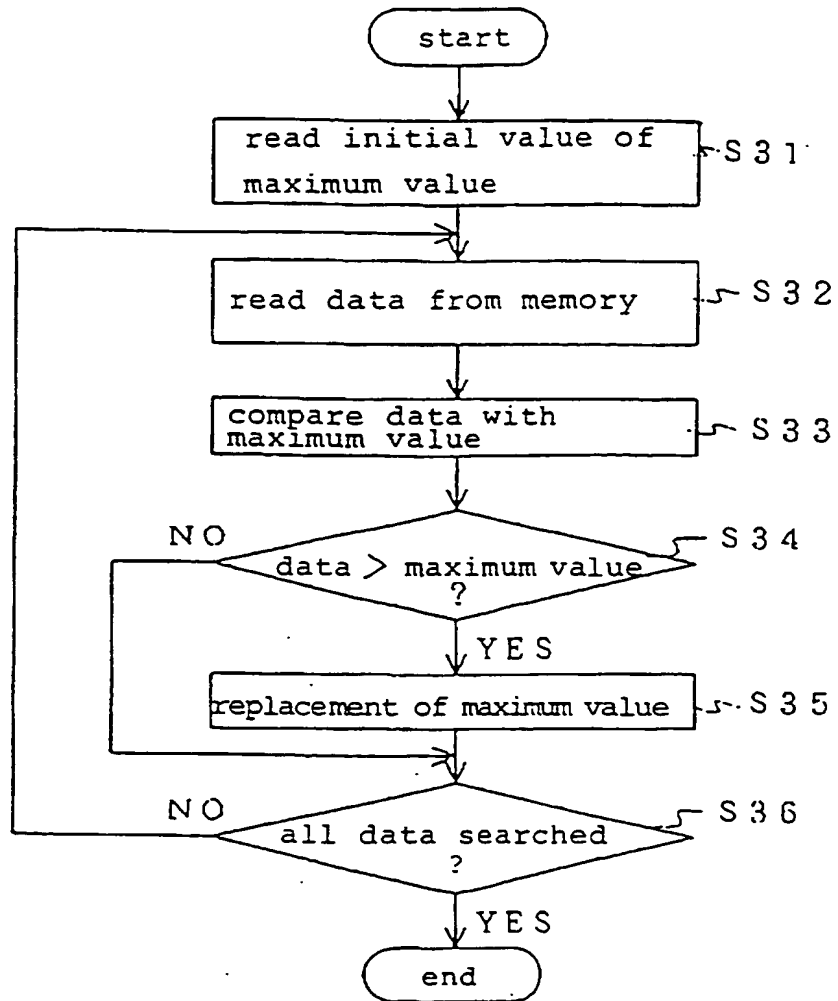 start
read initial value of
maximum value
S31
read data from memory
S32
compare data with
maximum value
S33
NO
S34
data > maximum value
?
YES
replacement of maximum value
S35
NO
S36
all data searched
?
YES
end